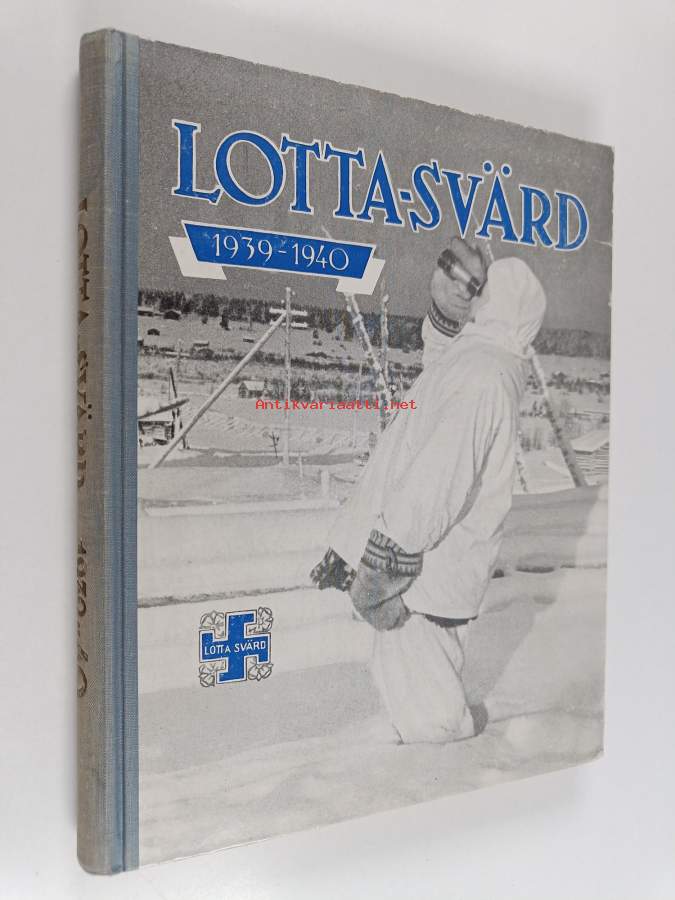 LOTTA-SVÄRD
1939-1940
Antikvariaatti.net
LOTTA SVÄRD
LOTTA SVÄRD 1939-40